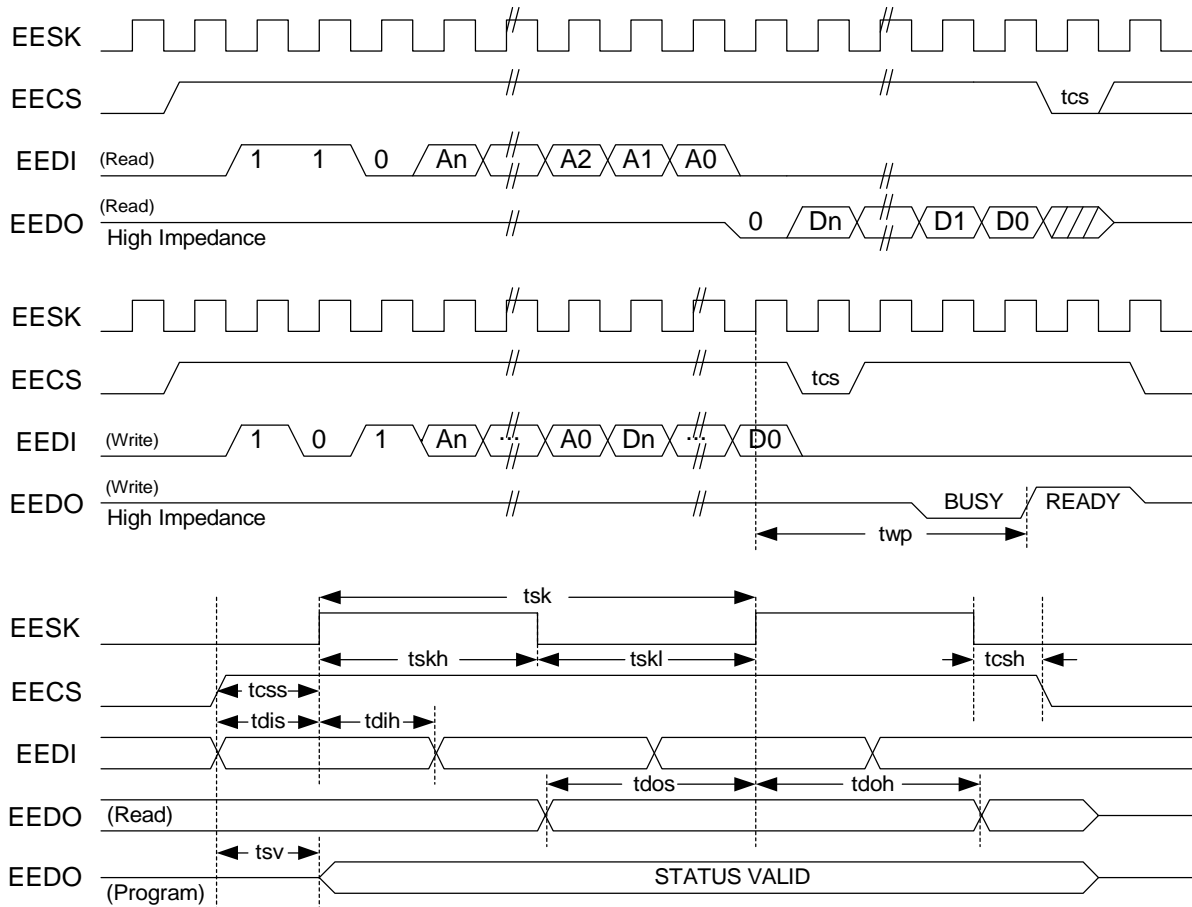 EESK
EECS
tcs
EEDI (Read) 1 1 0 An A2 A1 A0
EEDO (Read) 0 Dn D1 D0
High Impedance
EESK
EECS
tcs
EEDI (Write) 1 0 1 An ... A0 Dn ... D0
EEDO (Write) BUSY READY
High Impedance
twp
tsk
EESK
tskh tskl tcsh
EECS
tcss
tdis tdih
EEDI
tdos tdoh
EEDO (Read)
tsv
EEDO (Program) STATUS VALID